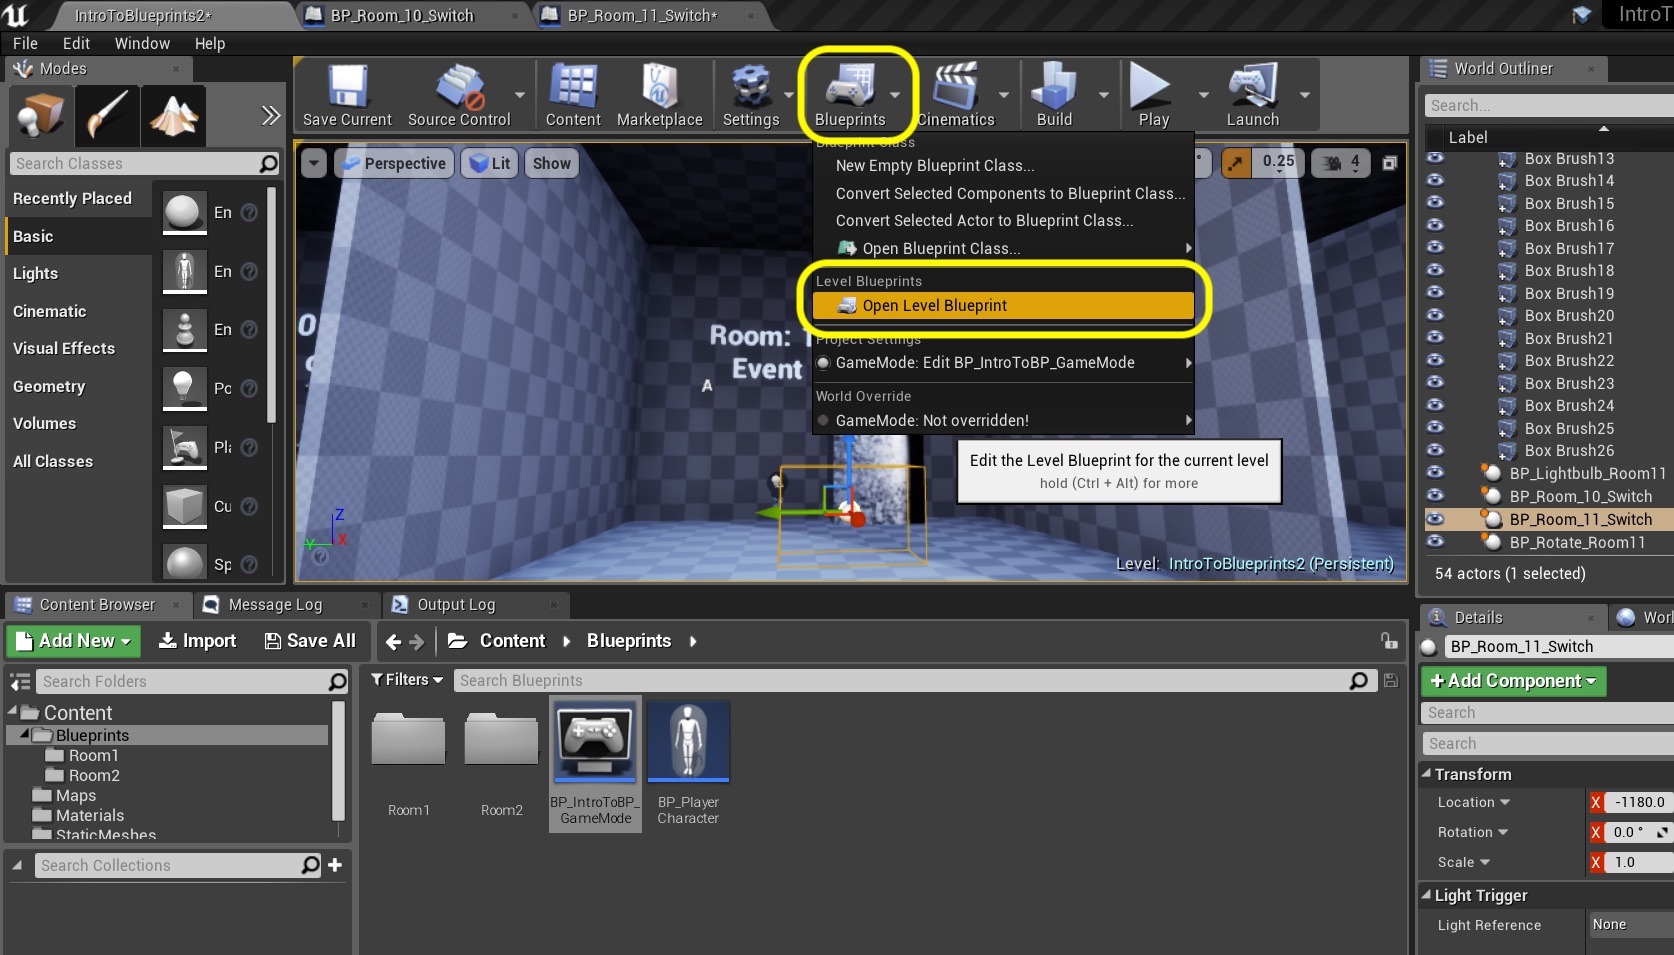 IntroToBlueprints2*
BP_Room_10_Switch
BP_Room_11_Switch*
IntroT
File
Edit
Window
Help
Modes
Save Current
Source Control
Content
Marketplace
Settings
Blueprints
Cinematics
Build
Play
Launch
World Outliner
Search...
Label
Search Classes
Perspective
Lit
Show
0.25
4
Recently Placed
Basic
Lights
Cinematic
Visual Effects
Geometry
Volumes
All Classes
En
En
En
Po
Pla
Cu
Sp
Blueprint Class
New Empty Blueprint Class...
Convert Selected Components to Blueprint Class...
Convert Selected Actor to Blueprint Class...
Open Blueprint Class...
Level Blueprints
Open Level Blueprint
Project Settings
GameMode: Edit BP_IntroToBP_GameMode
World Override
GameMode: Not overridden!
Room: 1
Event
A
Edit the Level Blueprint for the current level
hold (Ctrl + Alt) for more
Z
Y
X
Level: IntroToBlueprints2 (Persistent)
Box Brush13
Box Brush14
Box Brush15
Box Brush16
Box Brush17
Box Brush18
Box Brush19
Box Brush20
Box Brush21
Box Brush22
Box Brush23
Box Brush24
Box Brush25
Box Brush26
BP_Lightbulb_Room11
BP_Room_10_Switch
BP_Room_11_Switch
BP_Rotate_Room11
54 actors (1 selected)
Content Browser
Message Log
Output Log
Add New
Import
Save All
Content
Blueprints
Search Folders
Filters
Search Blueprints
Content
Blueprints
Room1
Room2
Maps
Materials
StaticMeshes
Search Collections
Room1
Room2
BP_IntroToBP_
GameMode
BP_Player
Character
Details
Worl
BP_Room_11_Switch
+Add Component
Search
Search
Transform
Location
X
-1180.0
Rotation
X
0.0 °
Scale
X
1.0
Light Trigger
Light Reference
None